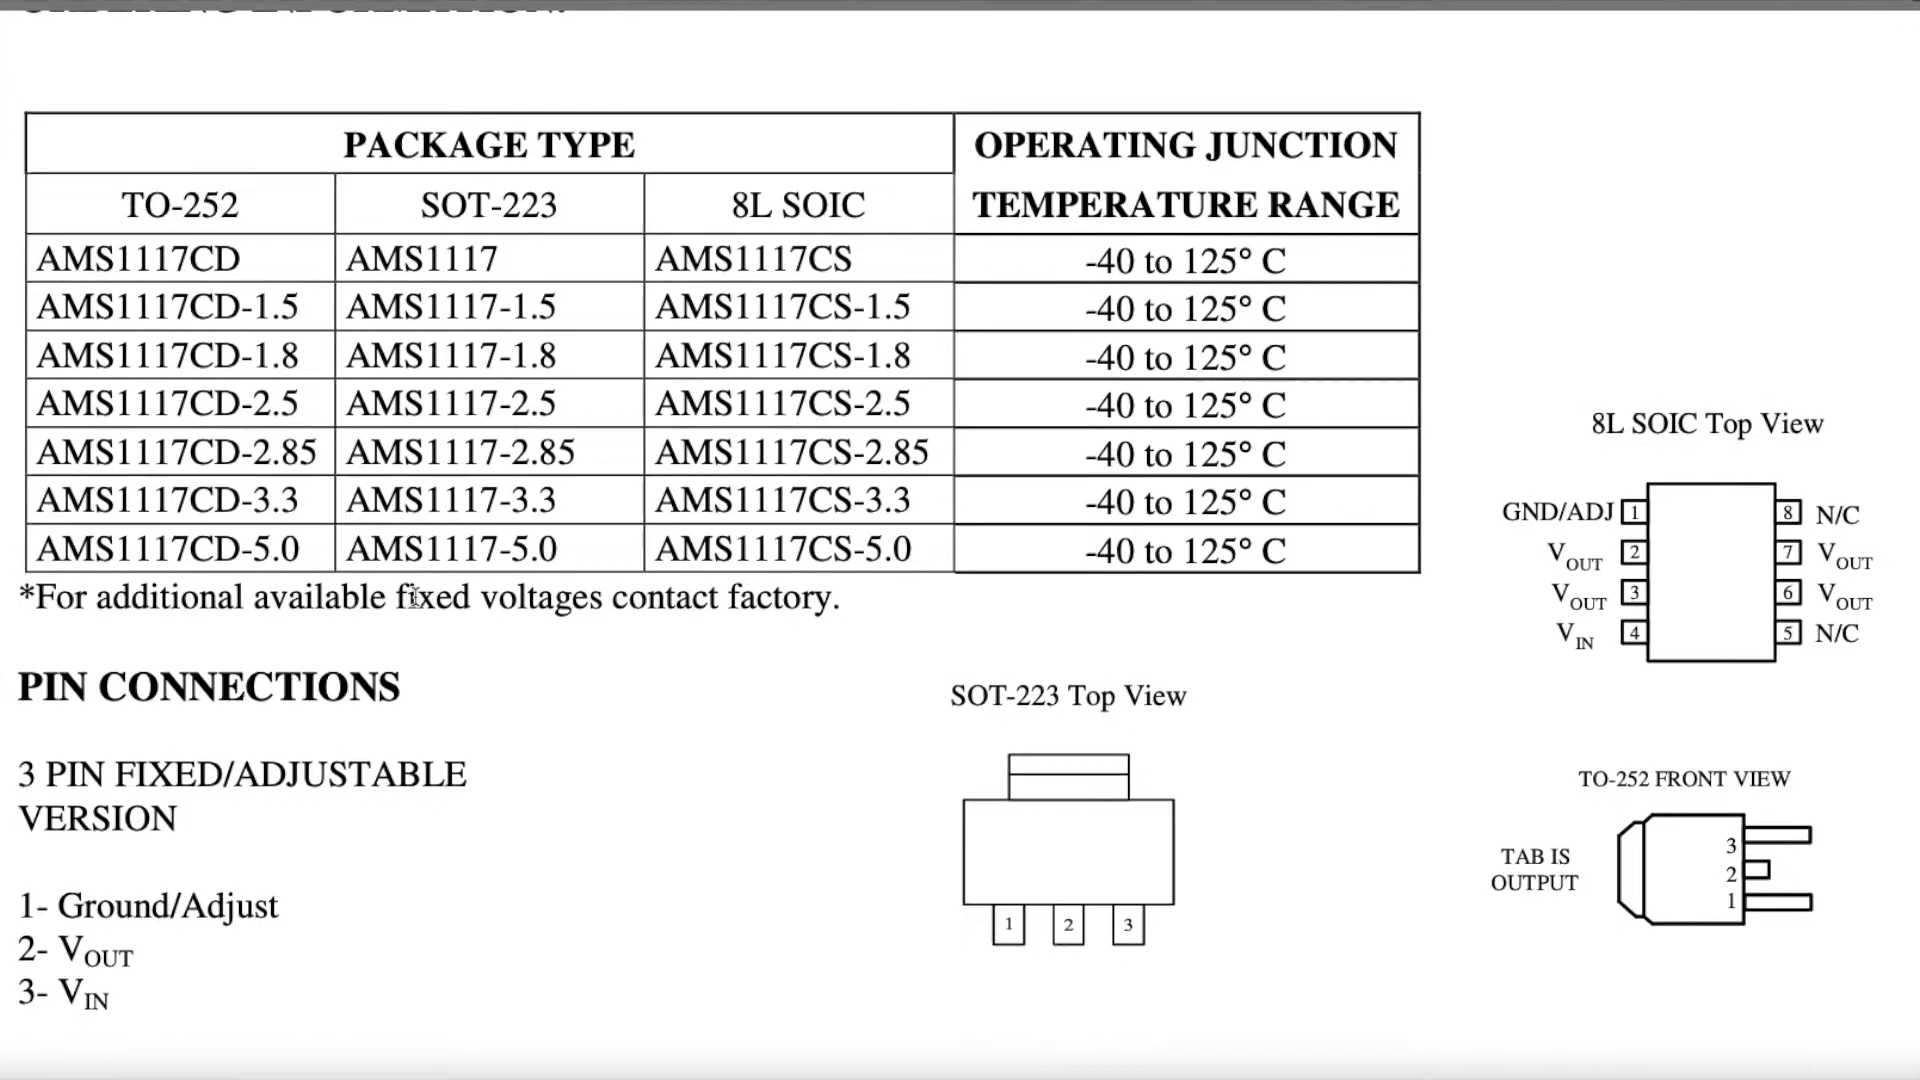 ORDERING INFORMATION:
PACKAGE TYPE
OPERATING JUNCTION
TEMPERATURE RANGE
TO-252 SOT-223 8L SOIC
AMS1117CD AMS1117 AMS1117CS -40 to 125° C
AMS1117CD-1.5 AMS1117-1.5 AMS1117CS-1.5 -40 to 125° C
AMS1117CD-1.8 AMS1117-1.8 AMS1117CS-1.8 -40 to 125° C
AMS1117CD-2.5 AMS1117-2.5 AMS1117CS-2.5 -40 to 125° C
AMS1117CD-2.85 AMS1117-2.85 AMS1117CS-2.85 -40 to 125° C
AMS1117CD-3.3 AMS1117-3.3 AMS1117CS-3.3 -40 to 125° C
AMS1117CD-5.0 AMS1117-5.0 AMS1117CS-5.0 -40 to 125° C
*For additional available fixed voltages contact factory.
8L SOIC Top View
GND/ADJ 1 8 N/C
VOUT 2 7 VOUT
VOUT 3 6 VOUT
VIN 4 5 N/C
PIN CONNECTIONS
3 PIN FIXED/ADJUSTABLE
VERSION
1- Ground/Adjust
2- VOUT
3- VIN
SOT-223 Top View
1 2 3
TO-252 FRONT VIEW
TAB IS
OUTPUT
3
2
1